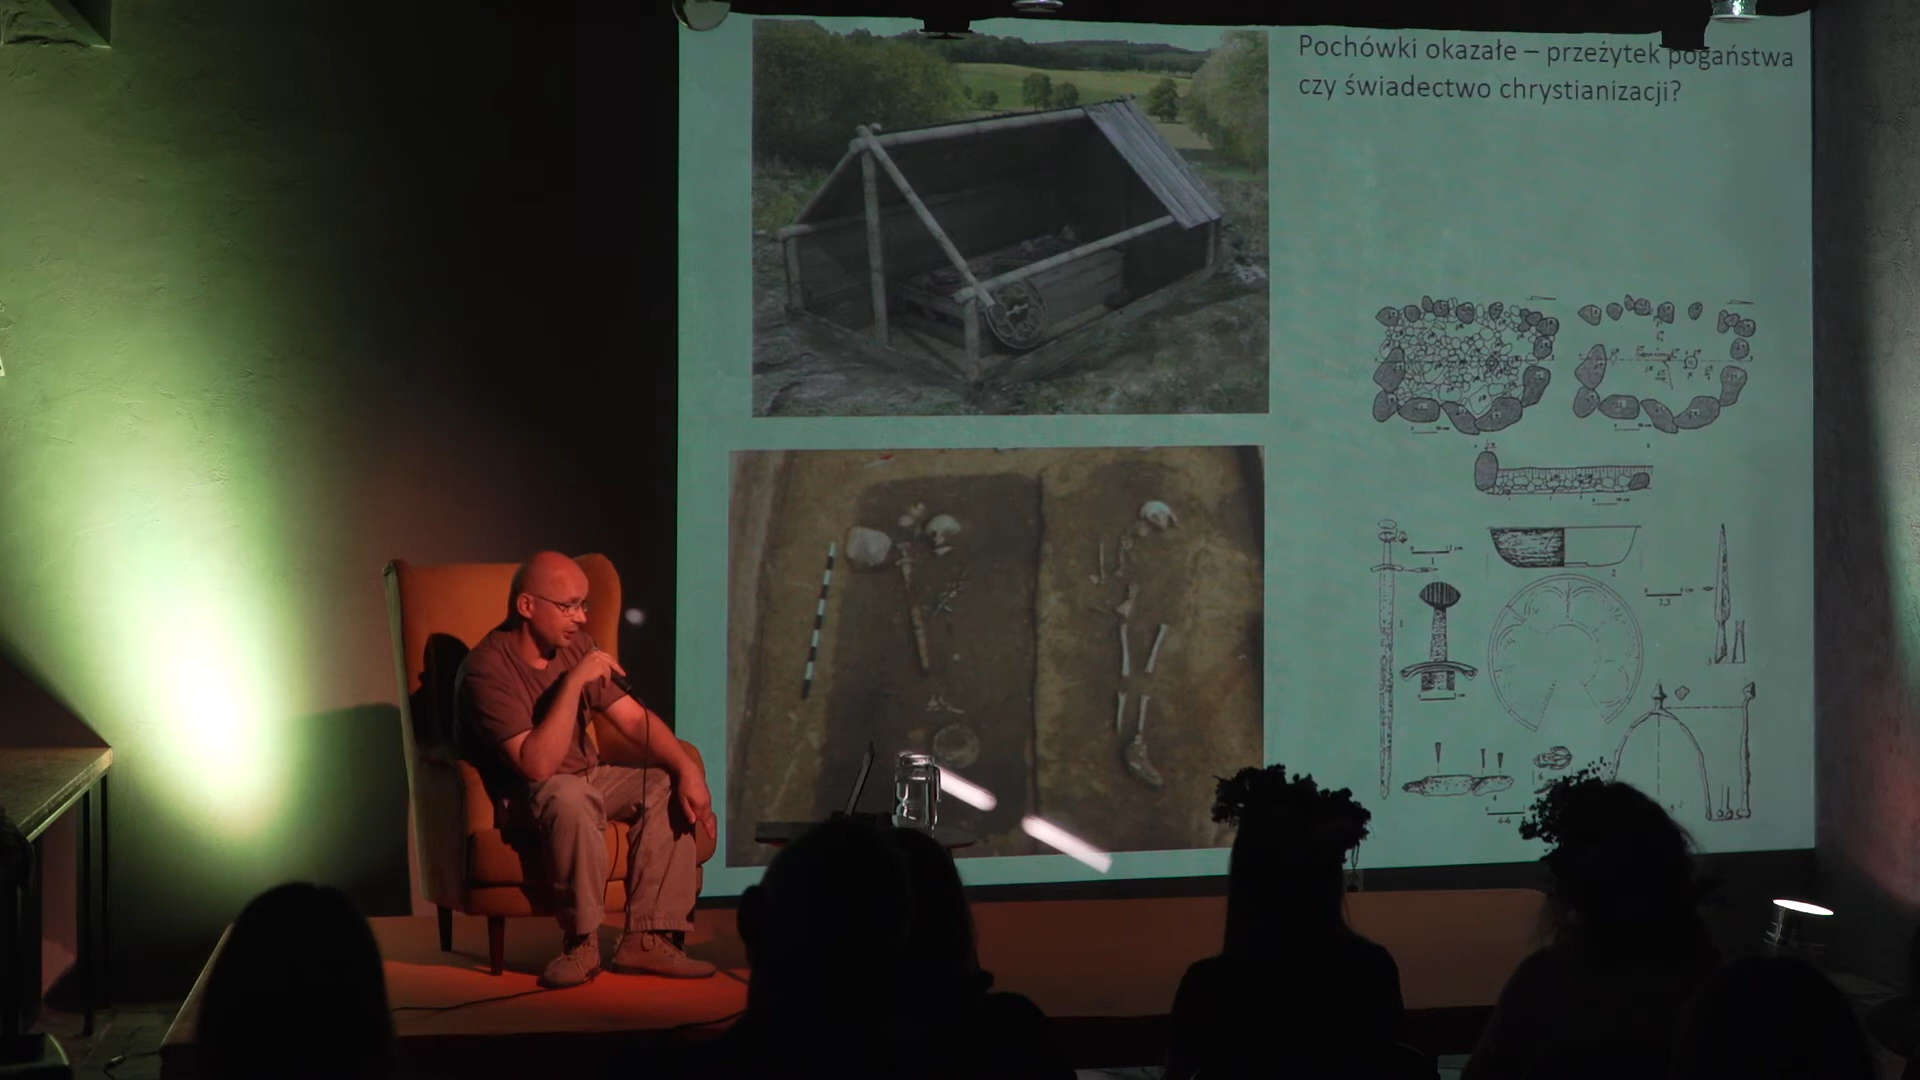 Pochówki okazałe – przeżytek pogaństwa
czy świadectwo chrystianizacji?